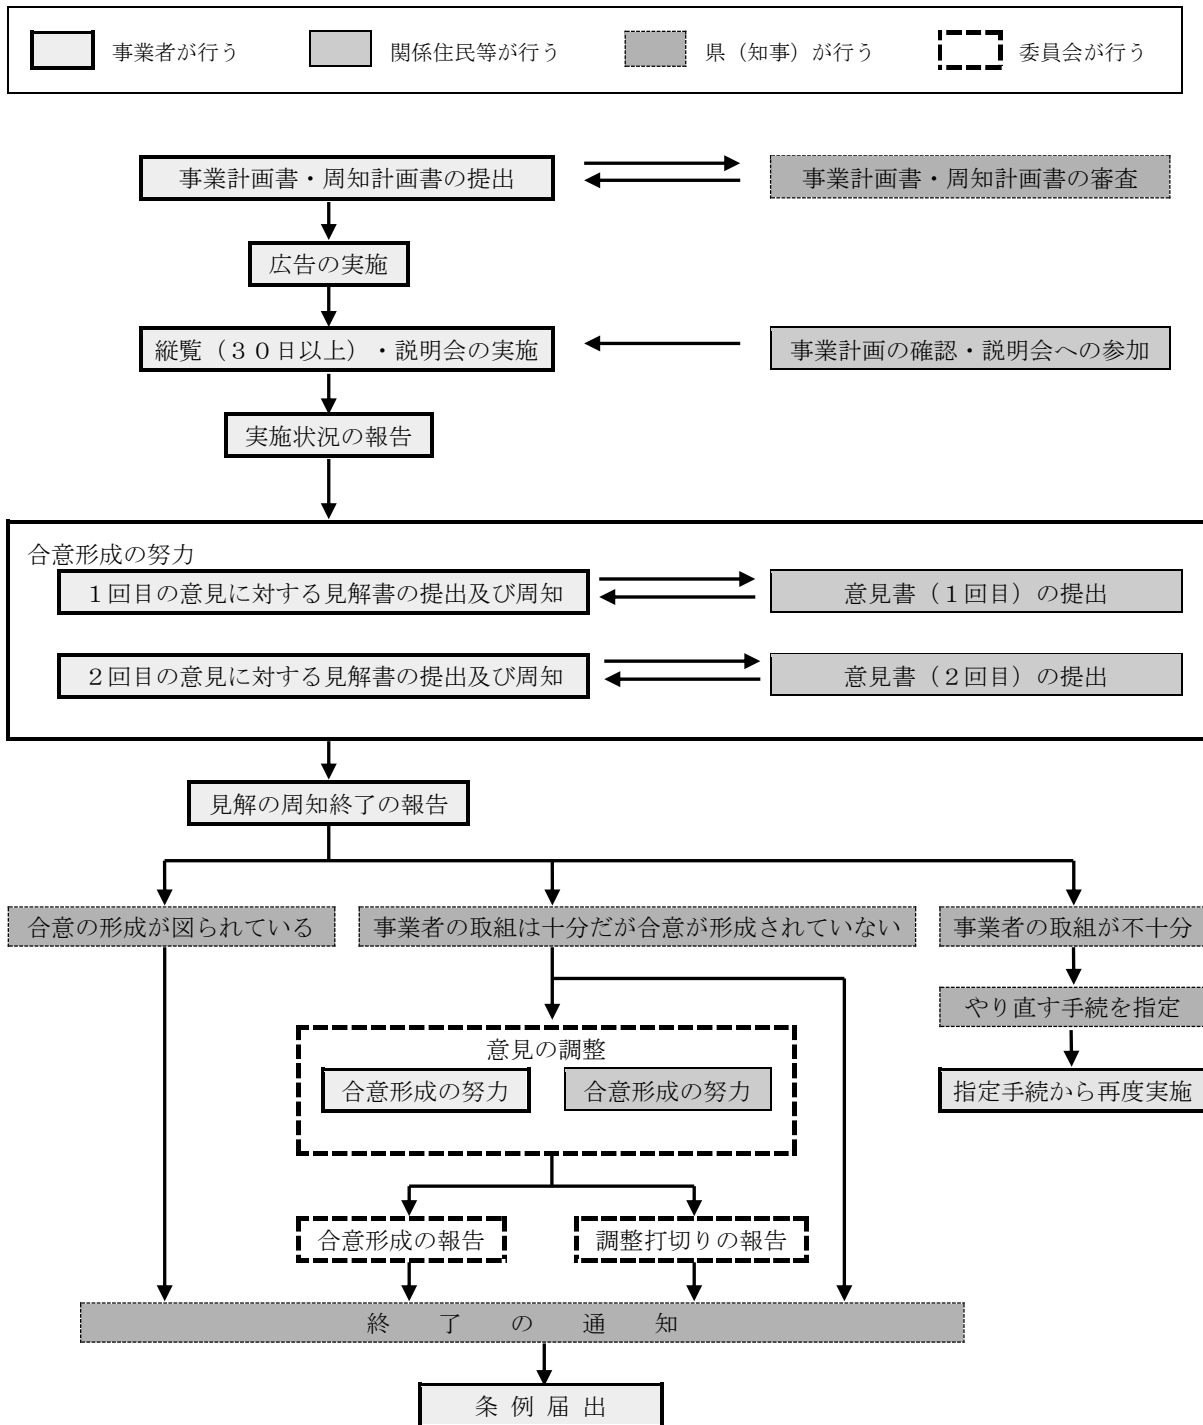 事業者が行う
関係住民等が行う
県（知事）が行う
委員会が行う
事業計画書・周知計画書の提出
事業計画書・周知計画書の審査
広告の実施
縦覧（３０日以上）・説明会の実施
事業計画の確認・説明会への参加
実施状況の報告
合意形成の努力
１回目の意見に対する見解書の提出及び周知
意見書（１回目）の提出
２回目の意見に対する見解書の提出及び周知
意見書（２回目）の提出
見解の周知終了の報告
合意の形成が図られている
事業者の取組は十分だが合意が形成されていない
事業者の取組が不十分
やり直す手続を指定
意見の調整
合意形成の努力
合意形成の努力
指定手続から再度実施
合意形成の報告
調整打切りの報告
終　了　の　通　知
条 例 届 出